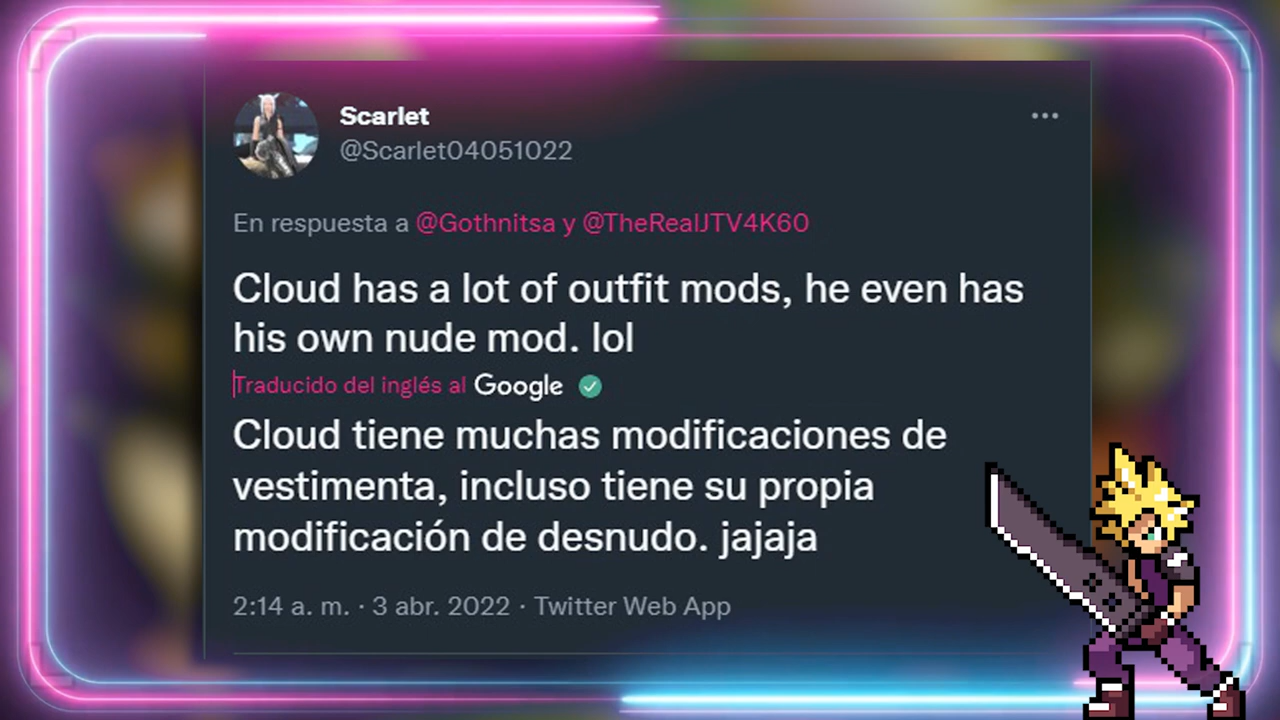 Scarlet
@Scarlet04051022
En respuesta a @Gothnitsa y @TheRealJTV4K60
Cloud has a lot of outfit mods, he even has
his own nude mod. lol
Traducido del inglés al Google
Cloud tiene muchas modificaciones de
vestimenta, incluso tiene su propia
modificación de desnudo. jajaja
2:14 a. m. · 3 abr. 2022 · Twitter Web App